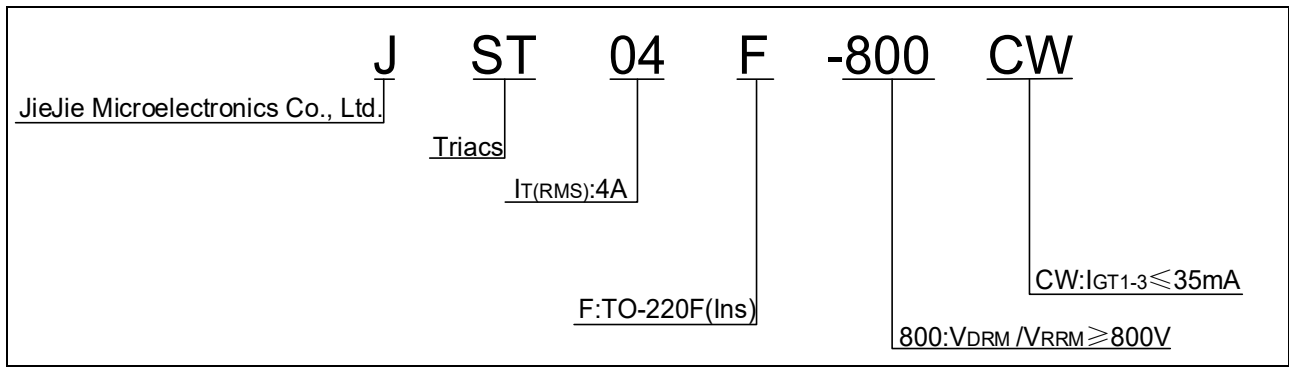 J ST 04 F -800 CW
JieJie Microelectronics Co., Ltd.
Triacs
IT(RMS):4A
CW:IGT1-3≤35mA
F:TO-220F(Ins)
800:VDRM /VRRM≥800V